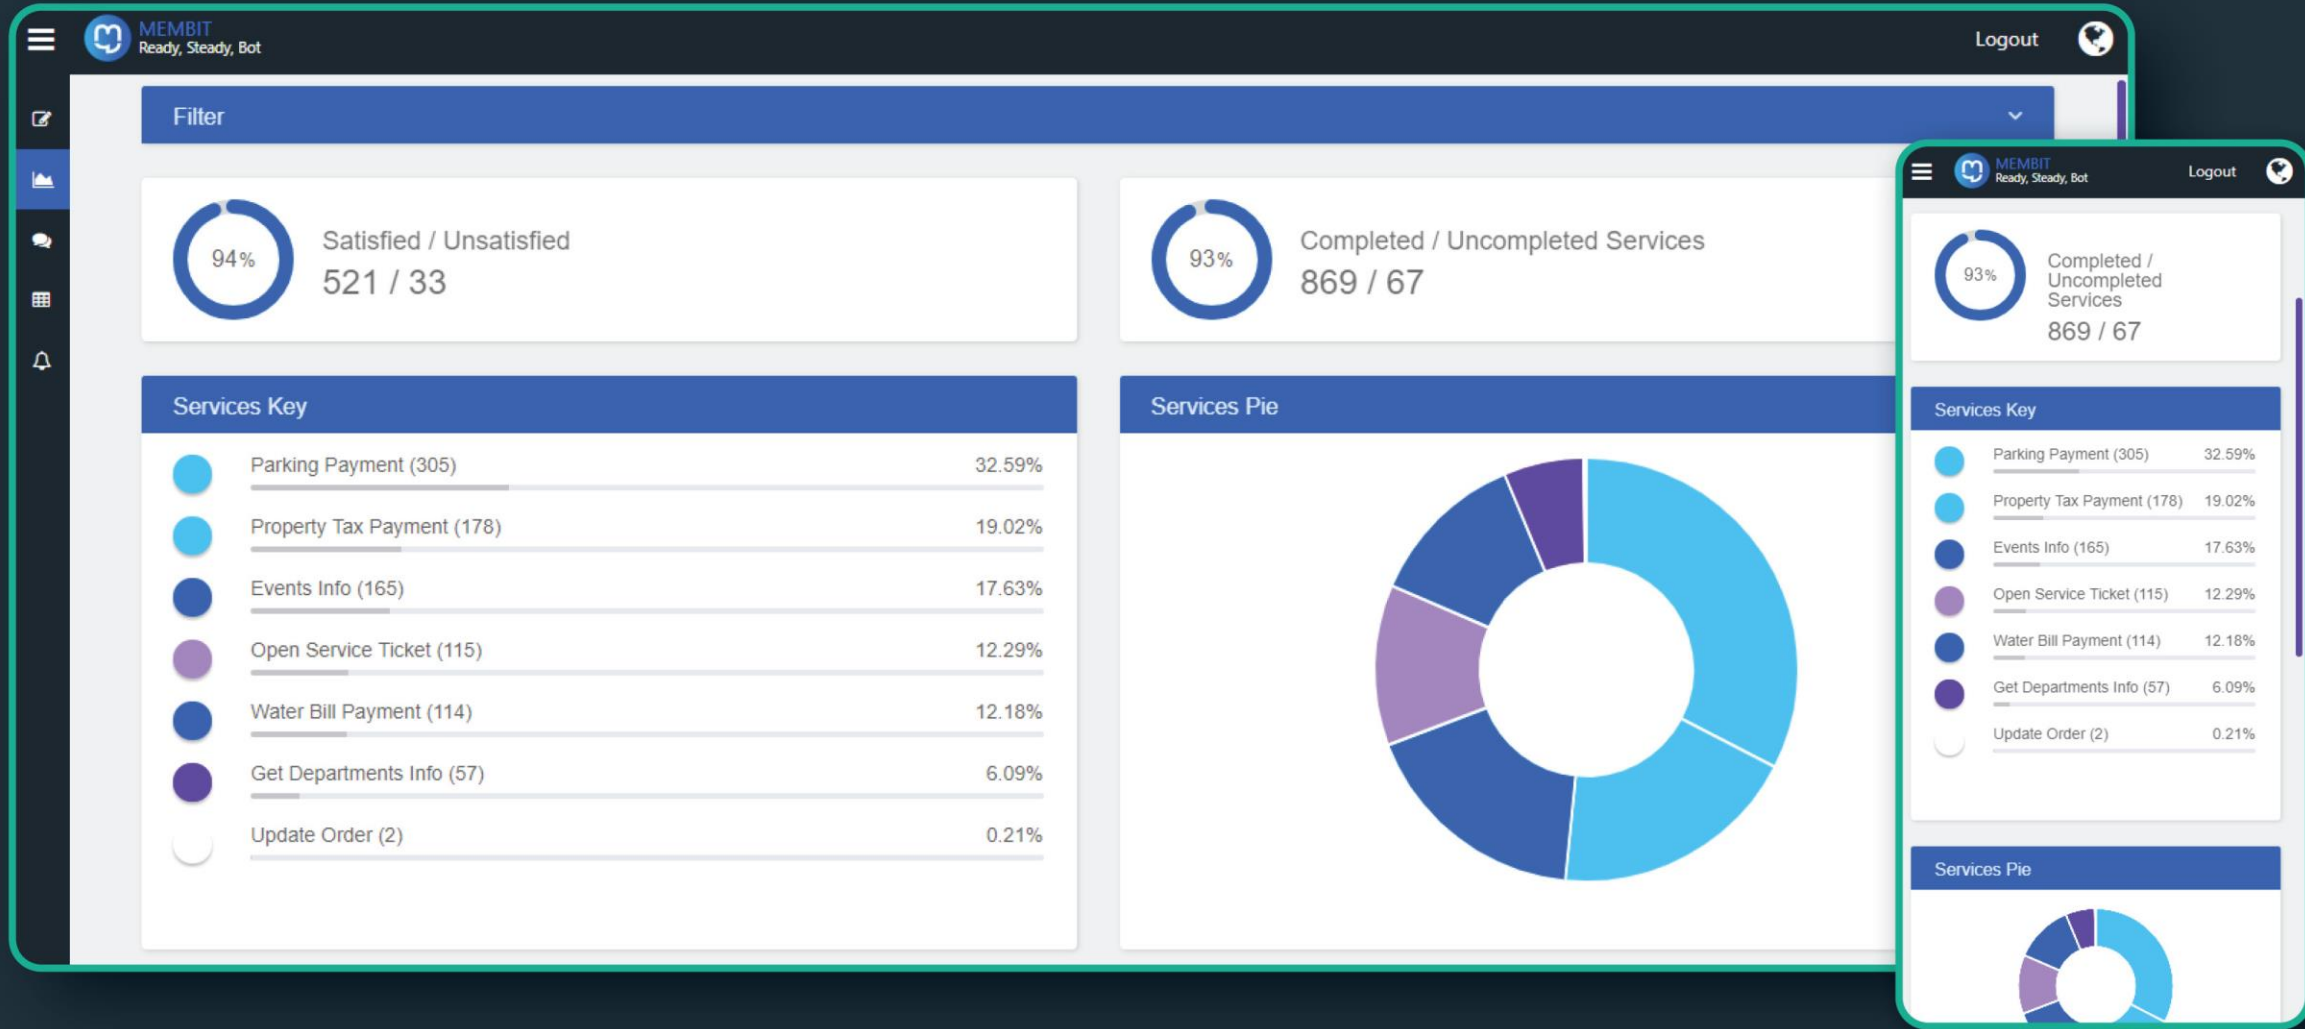 MEMBIT
Ready, Steady, Bot
Logout
Filter
94%
Satisfied / Unsatisfied
521 / 33
93%
Completed / Uncompleted Services
869 / 67
Services Key
Parking Payment (305) 32.59%
Property Tax Payment (178) 19.02%
Events Info (165) 17.63%
Open Service Ticket (115) 12.29%
Water Bill Payment (114) 12.18%
Get Departments Info (57) 6.09%
Update Order (2) 0.21%
Services Pie
MEMBIT
Ready, Steady, Bot
Logout
93%
Completed /
Uncompleted
Services
869 / 67
Services Key
Parking Payment (305) 32.59%
Property Tax Payment (178) 19.02%
Events Info (165) 17.63%
Open Service Ticket (115) 12.29%
Water Bill Payment (114) 12.18%
Get Departments Info (57) 6.09%
Update Order (2) 0.21%
Services Pie